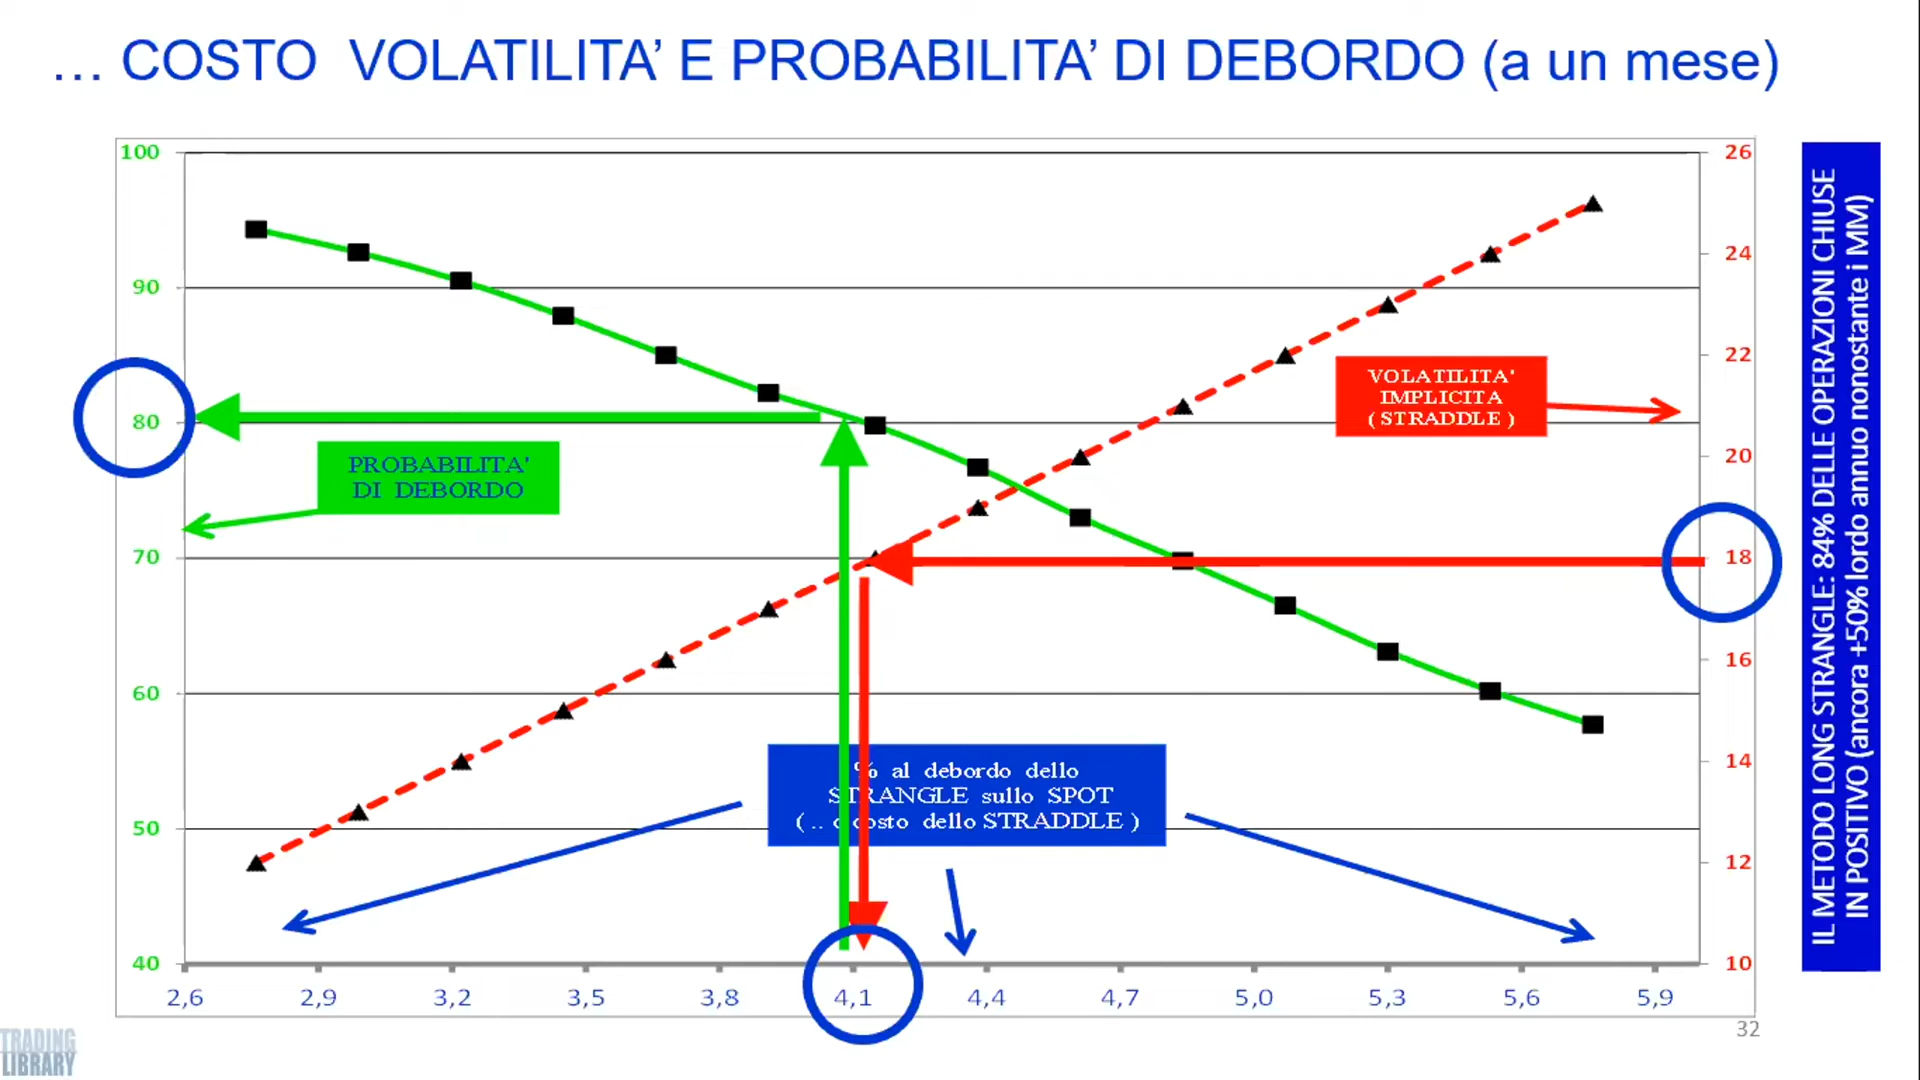 ... COSTO VOLATILITA' E PROBABILITA' DI DEBORDO (a un mese)
100
90
80
70
60
50
40
26
24
22
20
18
16
14
12
10
PROBABILITA'
DI DEBORDO
VOLATILITA'
IMPLICITA
( STRADDLE )
% al debordo dello
STRANGLE sullo SPOT
( .. o costo dello STRADDLE )
2,6 2,9 3,2 3,5 3,8 4,1 4,4 4,7 5,0 5,3 5,6 5,9
IL METODO LONG STRANGLE: 84% DELLE OPERAZIONI CHIUSE
IN POSITIVO (ancora +50% lordo annuo nonostante i MM)
32
TRADING
LIBRARY